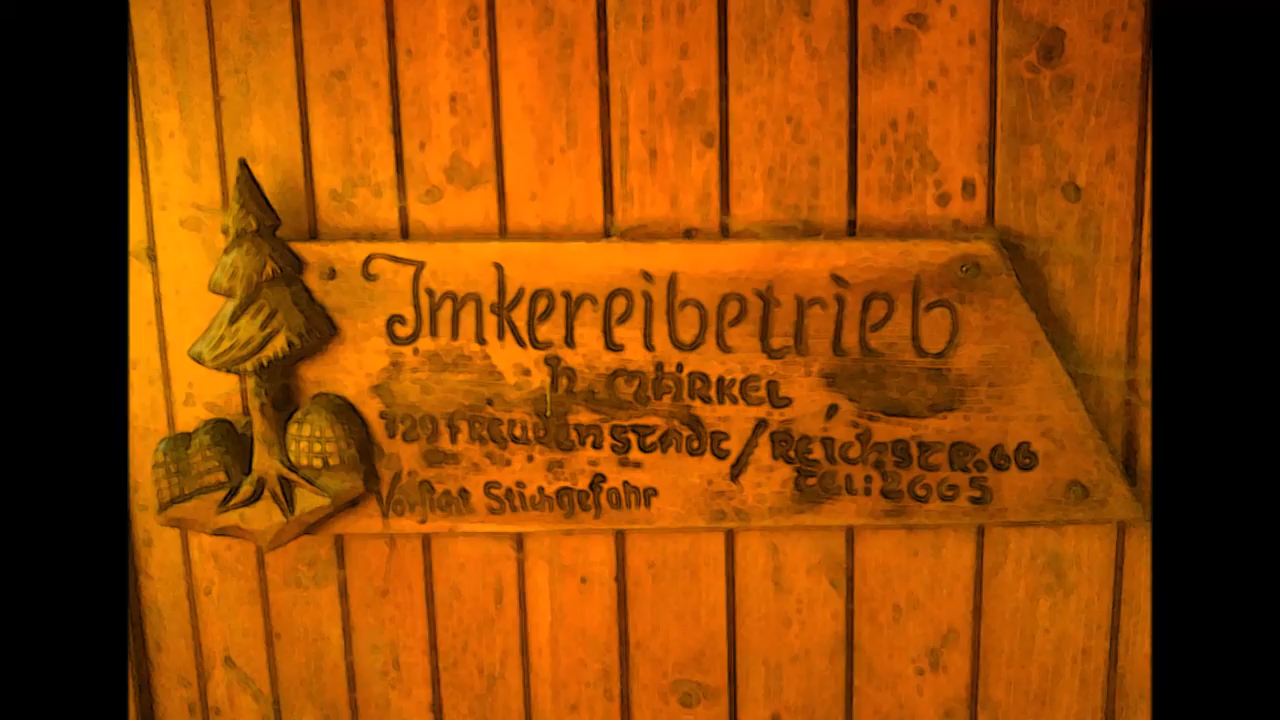 Imkereibetrieb
h. MÄRKEL
729 FREUDENSTADT / REICHSTR. 66
TEL: 2665
Vorsicht Stichgefahr